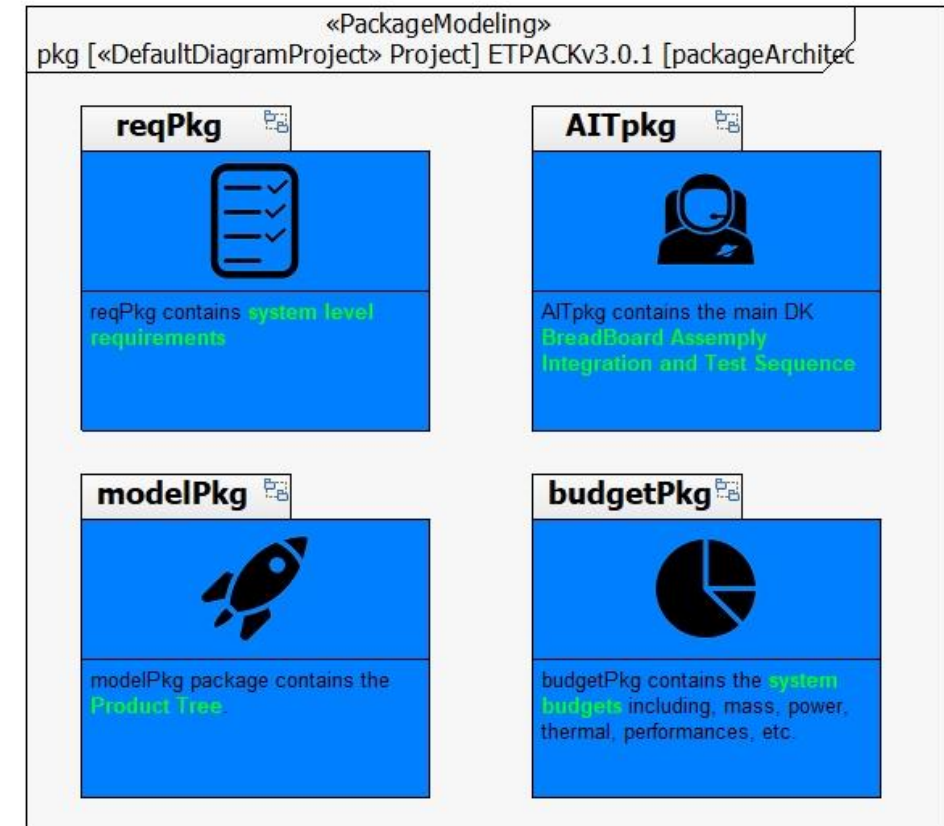 «PackageModeling»
pkg [«DefaultDiagramProject» Project] ETPACKv3.0.1 [packageArchitec
reqPkg
reqPkg contains system level
requirements
AITpkg
AITpkg contains the main DK
BreadBoard Assemply
Integration and Test Sequence
modelPkg
modelPkg package contains the
Product Tree.
budgetPkg
budgetPkg contains the system
budgets including, mass, power,
thermal, performances, etc.